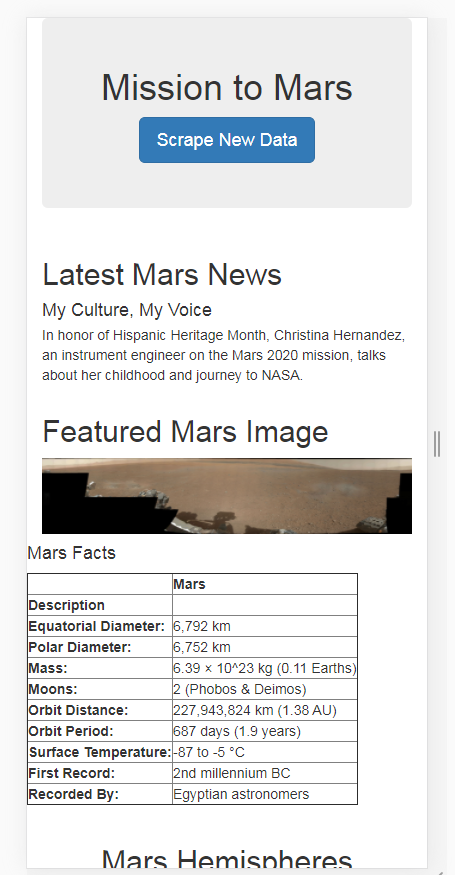 Mission to Mars
Scrape New Data
Latest Mars News
My Culture, My Voice
In honor of Hispanic Heritage Month, Christina Hernandez,
an instrument engineer on the Mars 2020 mission, talks
about her childhood and journey to NASA.
Featured Mars Image
Mars Facts
Mars
Description
Equatorial Diameter: 6,792 km
Polar Diameter: 6,752 km
Mass: 6.39 × 10^23 kg (0.11 Earths)
Moons: 2 (Phobos & Deimos)
Orbit Distance: 227,943,824 km (1.38 AU)
Orbit Period: 687 days (1.9 years)
Surface Temperature: -87 to -5 °C
First Record: 2nd millennium BC
Recorded By: Egyptian astronomers
Mars Hemispheres